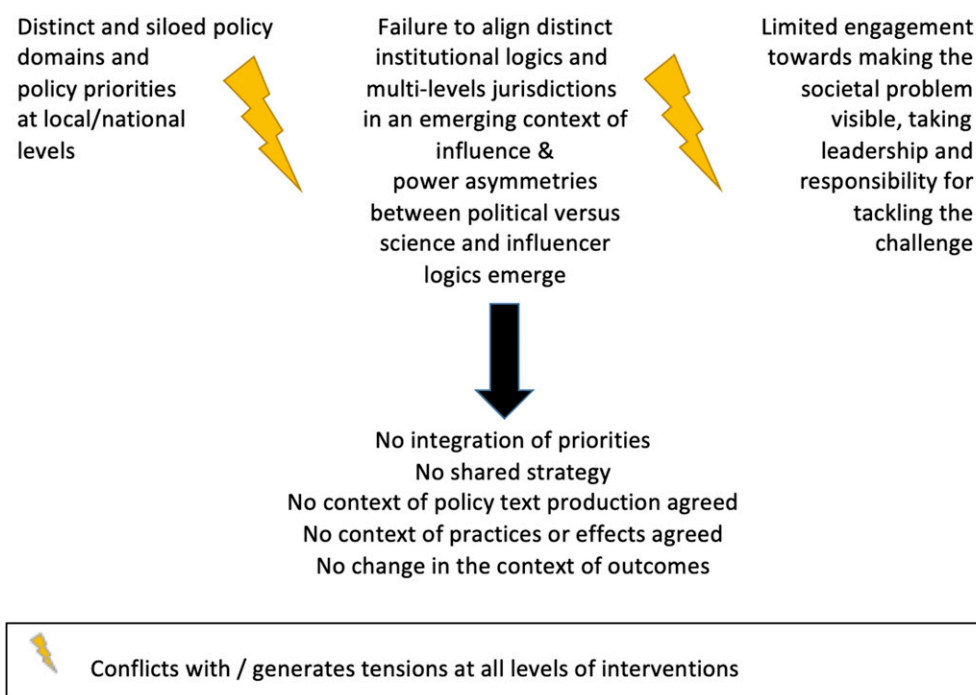 Distinct and siloed policy
domains and
policy priorities
at local/national
levels
Failure to align distinct
institutional logics and
multi-levels jurisdictions
in an emerging context of
influence &
power asymmetries
between political versus
science and influencer
logics emerge
Limited engagement
towards making the
societal problem
visible, taking
leadership and
responsibility for
tackling the
challenge
No integration of priorities
No shared strategy
No context of policy text production agreed
No context of practices or effects agreed
No change in the context of outcomes
Conflicts with / generates tensions at all levels of interventions